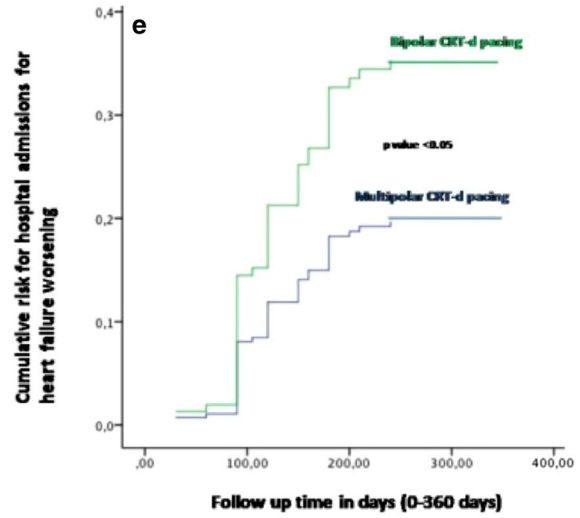 e
0,4
0,3
0,2
0,1
0,0
Cumulative risk for hospital admissions for
heart failure worsening
Bipolar CRT-d pacing
p value <0.05
Multipolar CRT-d pacing
,00
100,00
200,00
300,00
400,00
Follow up time in days (0-360 days)